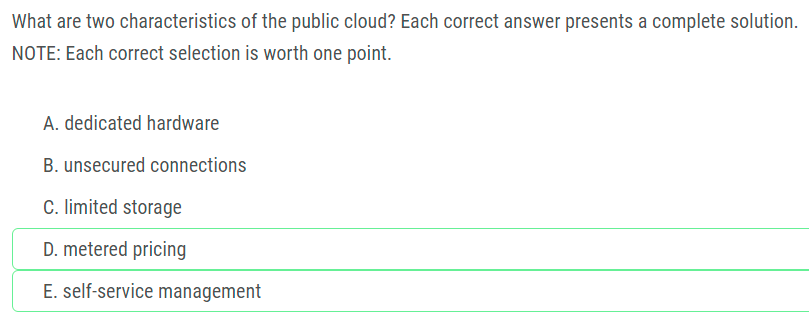 What are two characteristics of the public cloud? Each correct answer presents a complete solution.
NOTE: Each correct selection is worth one point.
A. dedicated hardware
B. unsecured connections
C. limited storage
D. metered pricing
E. self-service management